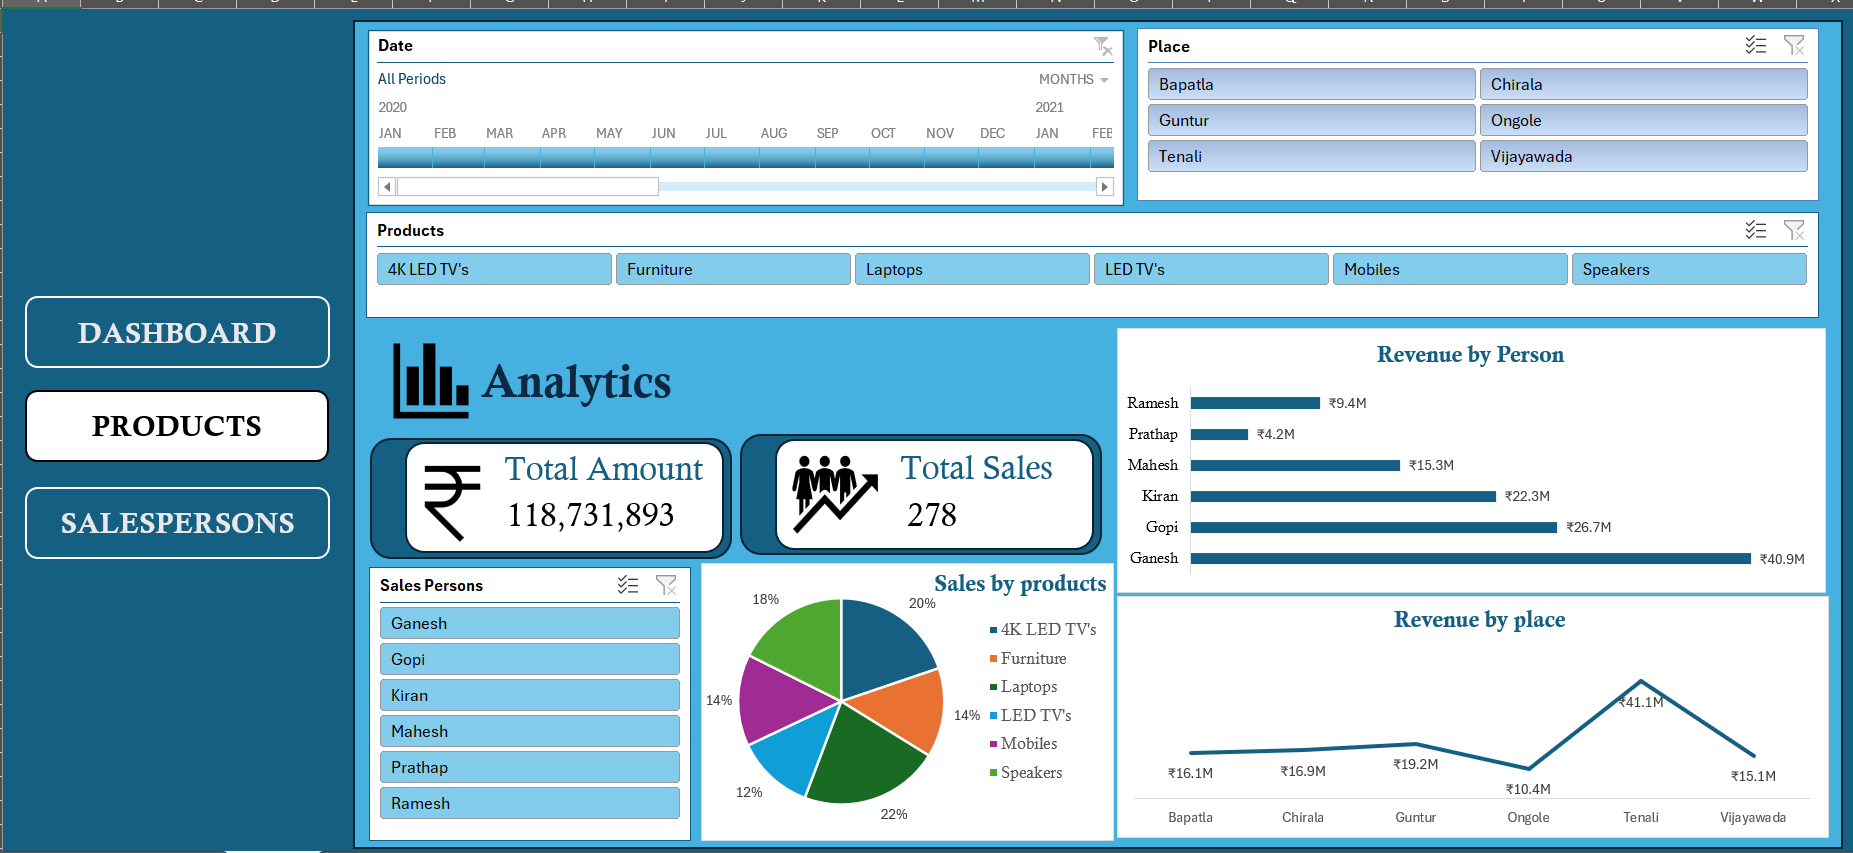 Date
All Periods
MONTHS
2020 2021
JAN FEB MAR APR MAY JUN JUL AUG SEP OCT NOV DEC JAN FEB
Place
Bapatla Chirala
Guntur Ongole
Tenali Vijayawada
Products
4K LED TV's Furniture Laptops LED TV's Mobiles Speakers
DASHBOARD
PRODUCTS
SALESPERSONS
Analytics
Total Amount
118,731,893
Total Sales
278
Revenue by Person
Ramesh ₹9.4M
Prathap ₹4.2M
Mahesh ₹15.3M
Kiran ₹22.3M
Gopi ₹26.7M
Ganesh ₹40.9M
Sales Persons
Ganesh
Gopi
Kiran
Mahesh
Prathap
Ramesh
Sales by products
18% 20%
14% 14%
12% 22%
4K LED TV's
Furniture
Laptops
LED TV's
Mobiles
Speakers
Revenue by place
₹16.1M ₹16.9M ₹19.2M ₹10.4M ₹41.1M ₹15.1M
Bapatla Chirala Guntur Ongole Tenali Vijayawada